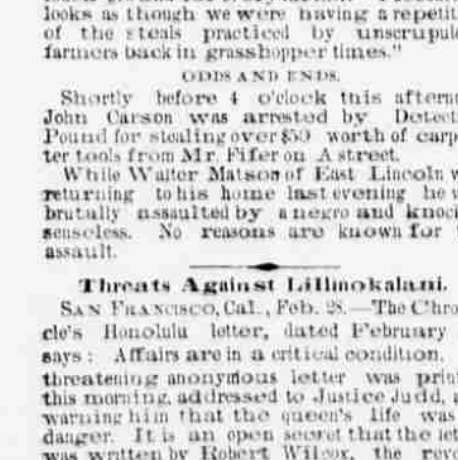 looks as though we were having a repetit
of the steals practiced by unscrupul
farmers back in grasshopper times."
ODDS AND ENDS.
Shortly before 4 o'clock this aftern
John Carson was arrested by Detect
Pound for stealing over $50 worth of carp
ter tools from Mr. Fifer on A street.
While Walter Matson of East Lincoln w
returning to his home last evening he w
brutally assaulted by a negro and knock
senseless. No reasons are known for t
assault.
Threats Against Lillinokalani.
SAN FRANCISCO, Cal., Feb. 28.—The Chro
cle's Honolulu letter, dated February
says: Affairs are in a critical condition.
threatening anonymous letter was prin
this morning, addressed to Justice Judd, a
warning him that the queen's life was
danger. It is an open secret that the let
was written by Robert Wilcox, the revo